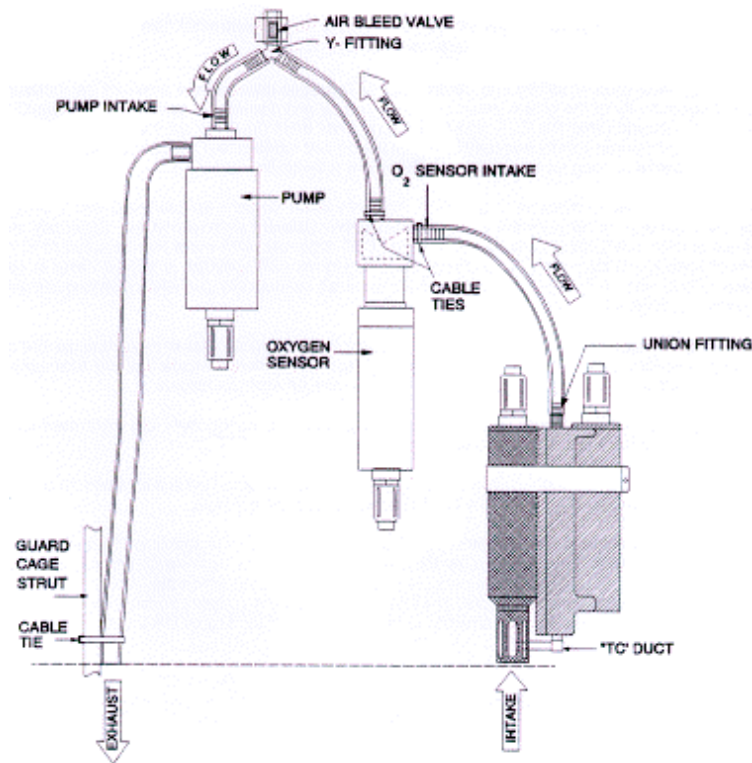 AIR BLEED VALVE
Y- FITTING
FLOW
FLOW
PUMP INTAKE
O2 SENSOR INTAKE
PUMP
FLOW
CABLE
TIES
OXYGEN
SENSOR
UNION FITTING
GUARD
CAGE
STRUT
CABLE
TIE
"TC' DUCT
EXHAUST
IHTAKE